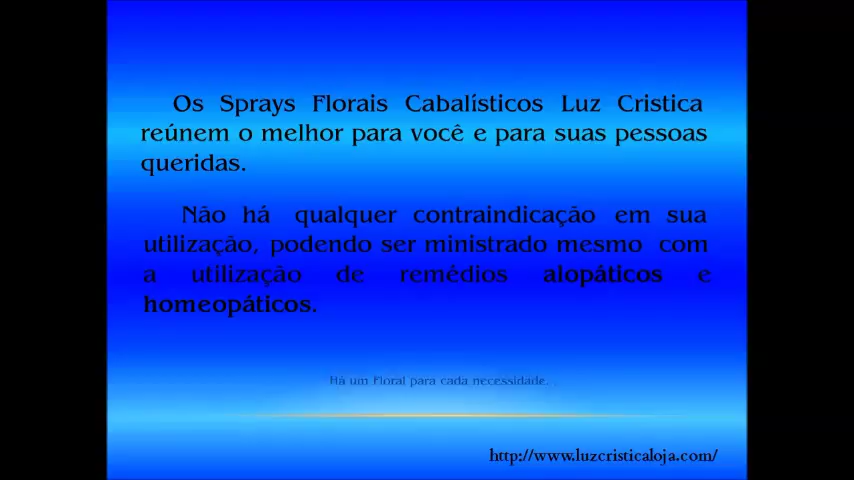 Os Sprays Florais Cabalísticos Luz Cristica
reúnem o melhor para você e para suas pessoas
queridas.
Não há qualquer contraindicação em sua
utilização, podendo ser ministrado mesmo com
a utilização de remédios alopáticos e
homeopáticos.
Há um Floral para cada necessidade. .
http://www.luzcristicaloja.com/